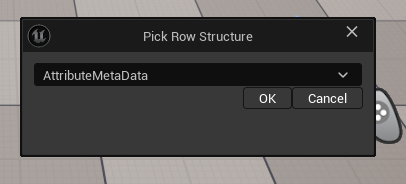 Pick Row Structure
AttributeMetaData
OK Cancel